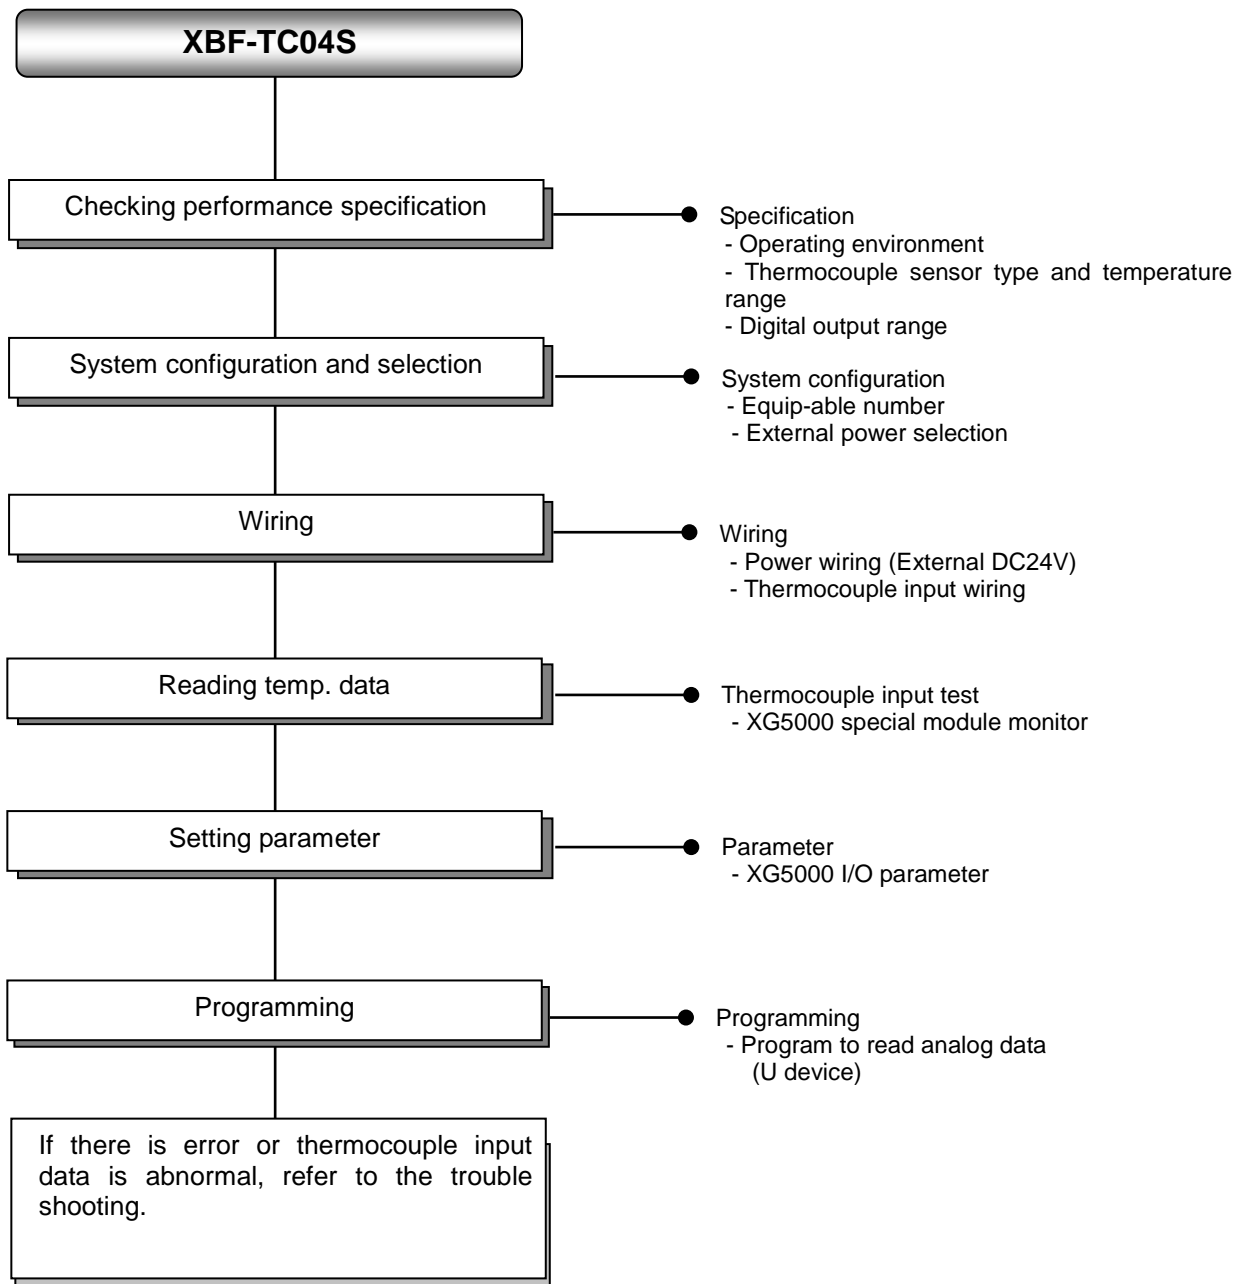 XBF-TC04S
Checking performance specification
Specification
- Operating environment
- Thermocouple sensor type and temperature
range
- Digital output range
System configuration and selection
System configuration
- Equip-able number
- External power selection
Wiring
Wiring
- Power wiring (External DC24V)
- Thermocouple input wiring
Reading temp. data
Thermocouple input test
- XG5000 special module monitor
Setting parameter
Parameter
- XG5000 I/O parameter
Programming
Programming
- Program to read analog data
(U device)
If there is error or thermocouple input
data is abnormal, refer to the trouble
shooting.